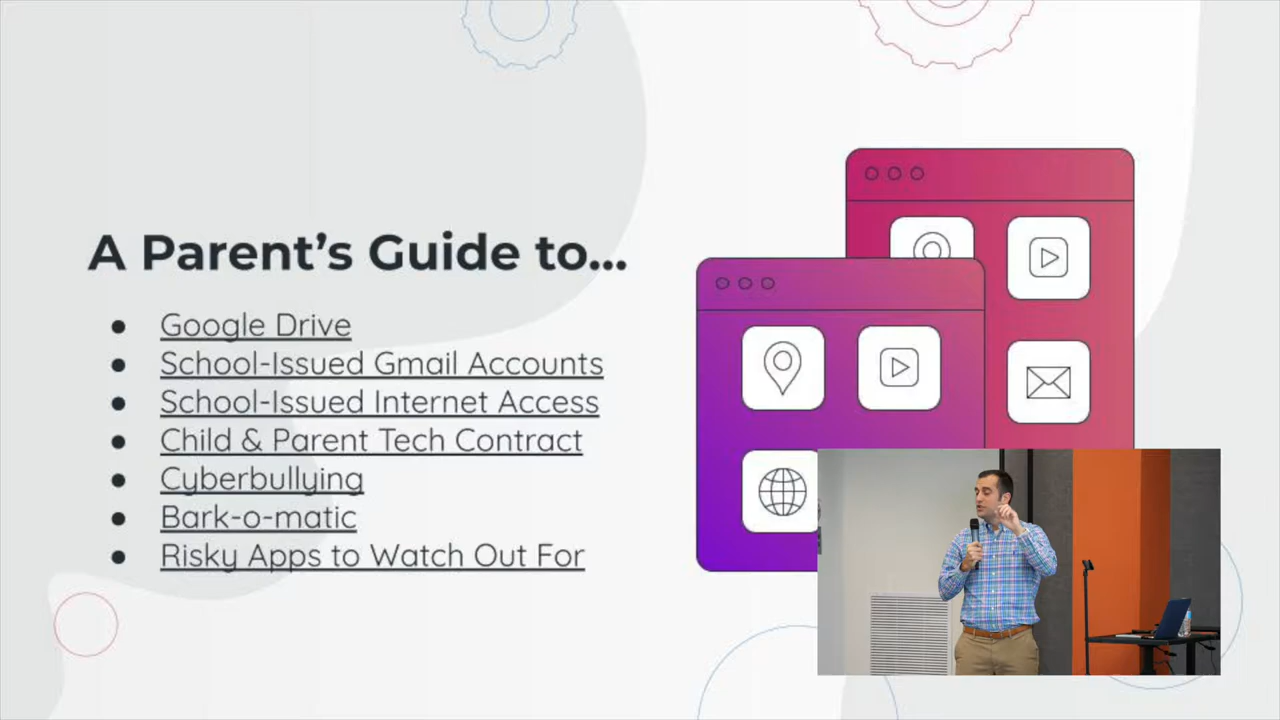 A Parent's Guide to...
● Google Drive
● School-Issued Gmail Accounts
● School-Issued Internet Access
● Child & Parent Tech Contract
● Cyberbullying
● Bark-o-matic
● Risky Apps to Watch Out For